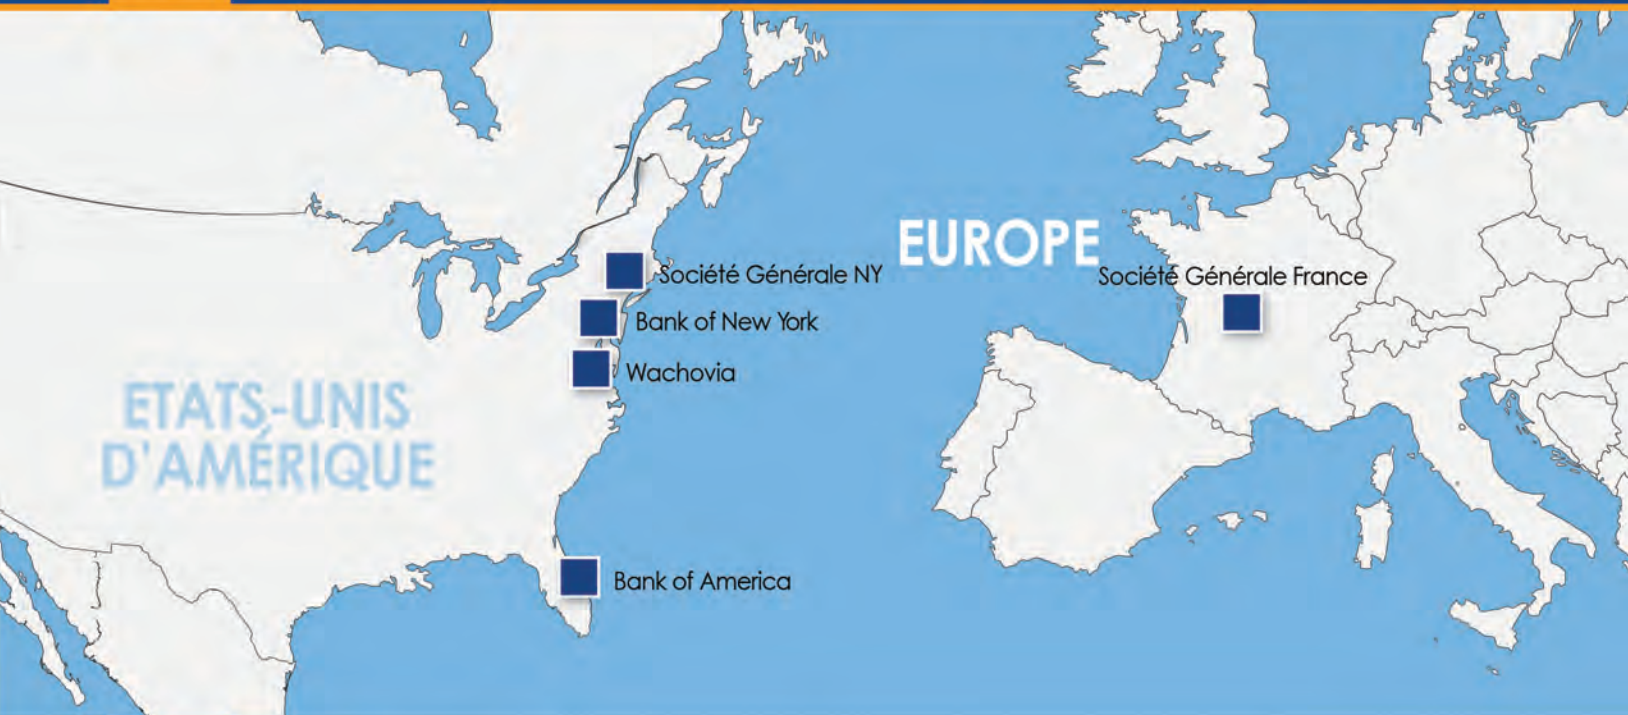 EUROPE
Société Générale NY
Société Générale France
Bank of New York
Wachovia
ETATS-UNIS
D'AMÉRIQUE
Bank of America